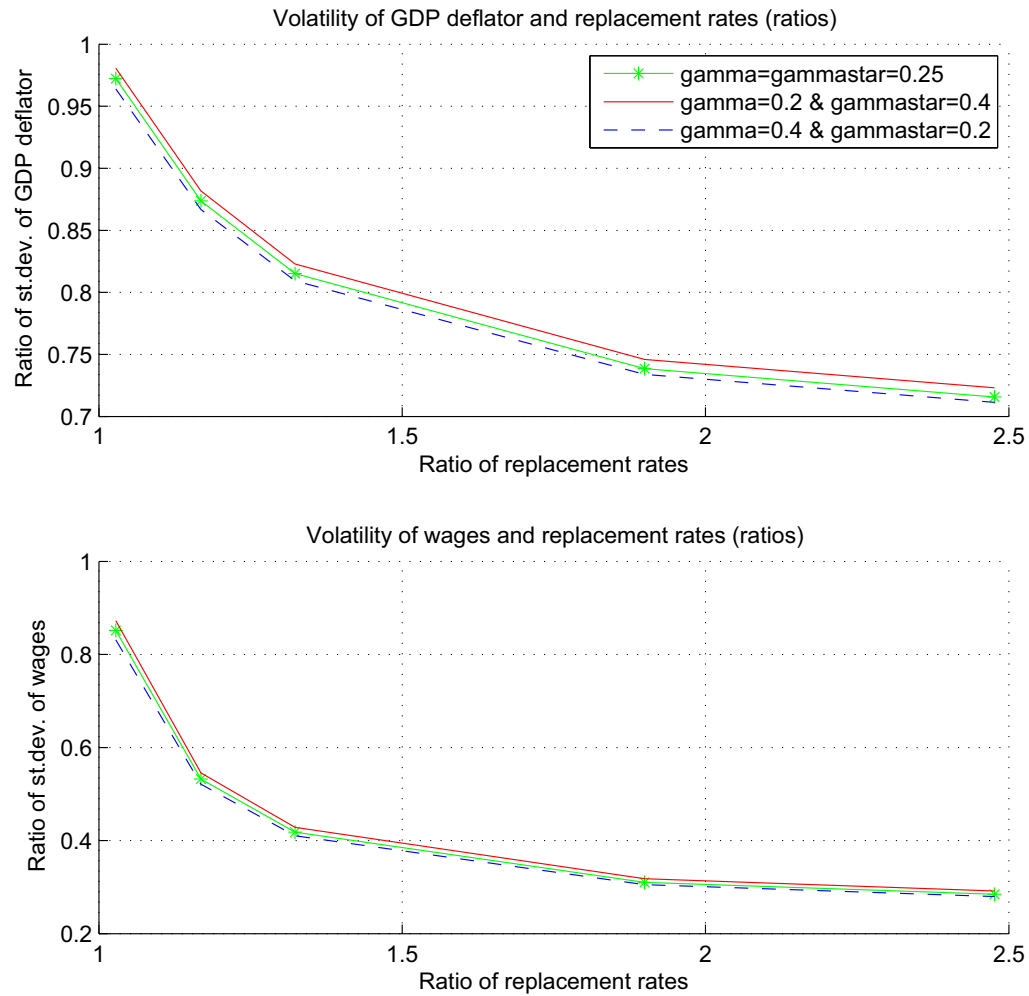 Volatility of GDP deflator and replacement rates (ratios)
1
0.95
0.9
0.85
0.8
0.75
0.7
Ratio of st.dev. of GDP deflator
gamma=gammastar=0.25
gamma=0.2 & gammastar=0.4
gamma=0.4 & gammastar=0.2
1
1.5
2
2.5
Ratio of replacement rates
Volatility of wages and replacement rates (ratios)
1
0.8
0.6
0.4
0.2
Ratio of st.dev. of wages
1
1.5
2
2.5
Ratio of replacement rates